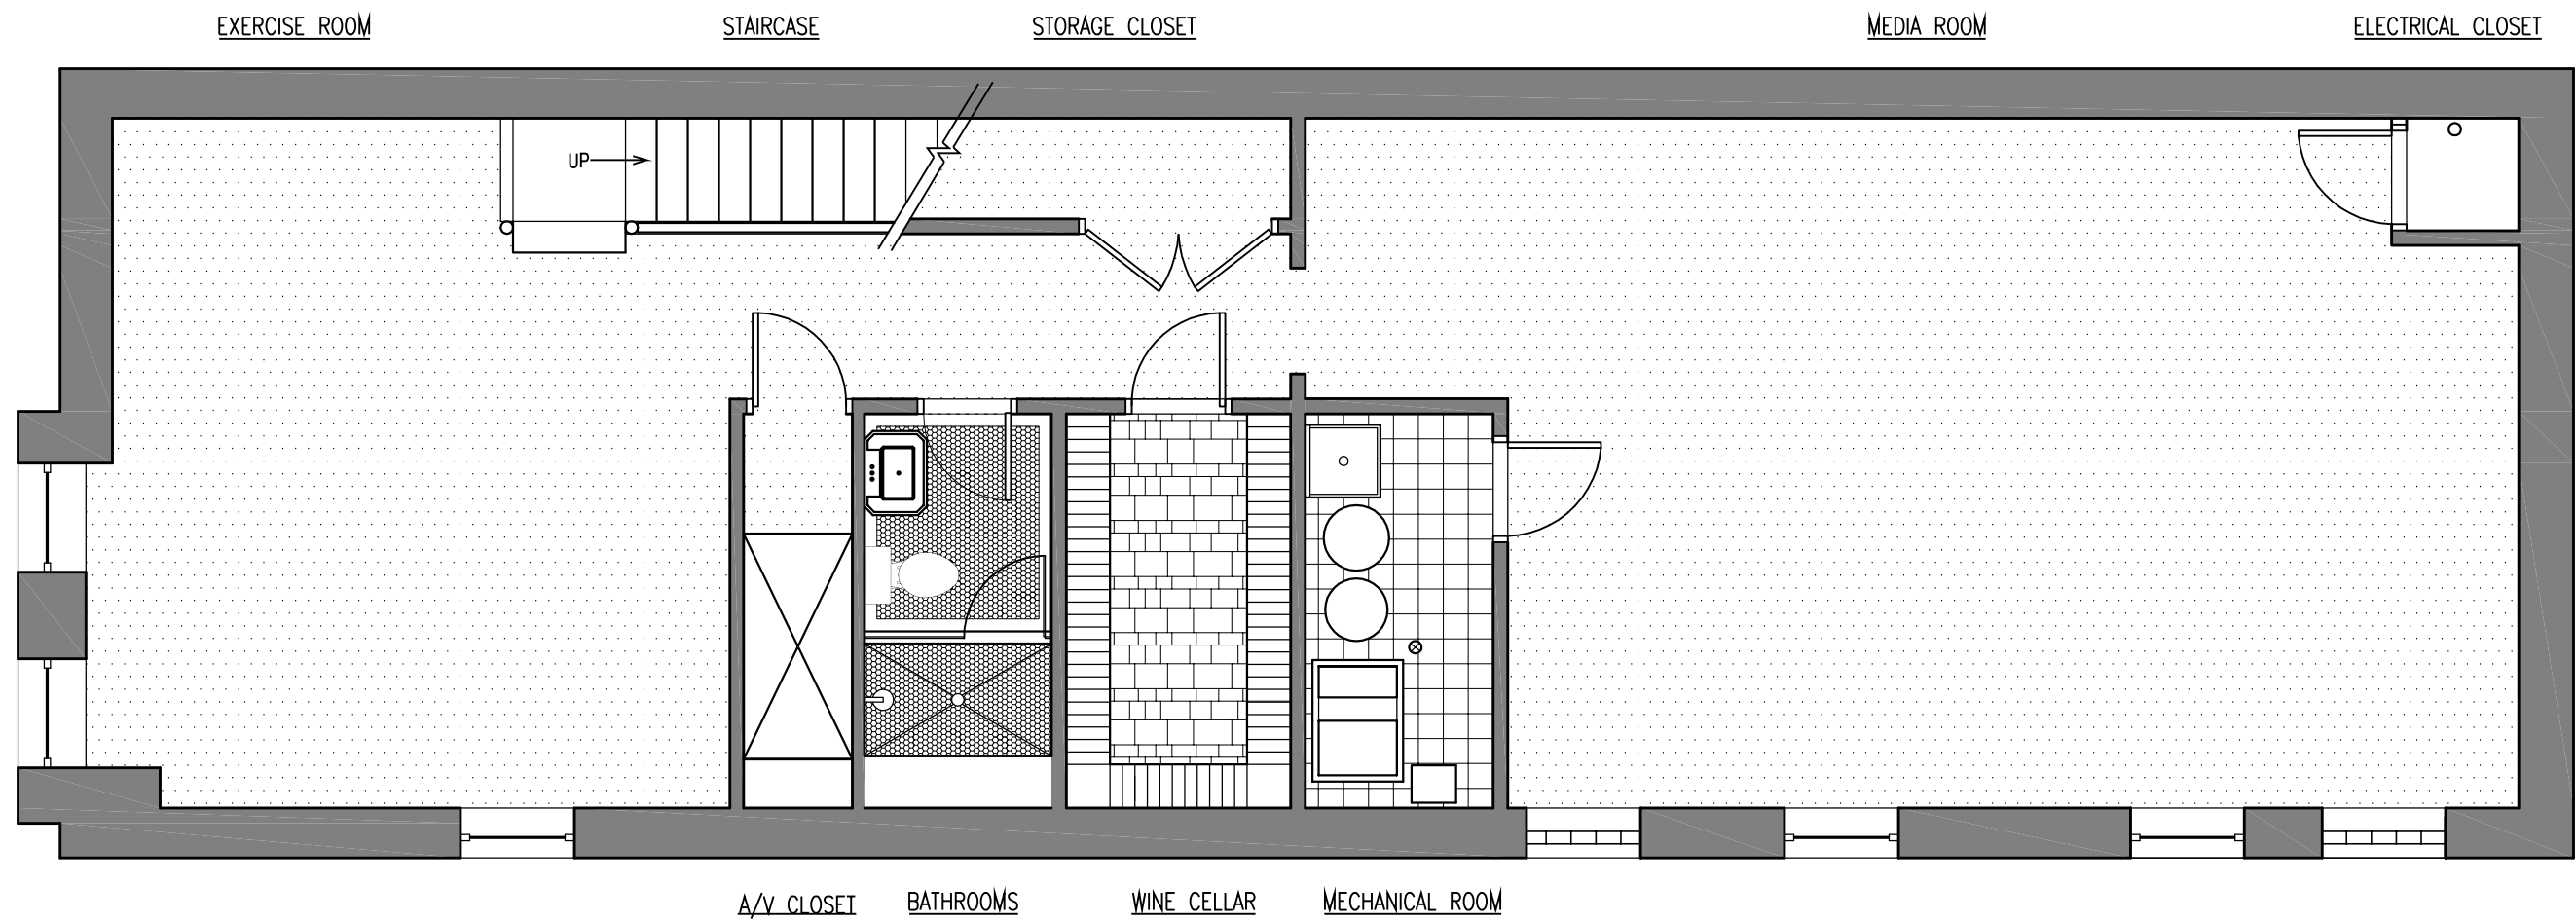 EXERCISE ROOM
STAIRCASE
STORAGE CLOSET
MEDIA ROOM
ELECTRICAL CLOSET
UP
A/V CLOSET
BATHROOMS
WINE CELLAR
MECHANICAL ROOM